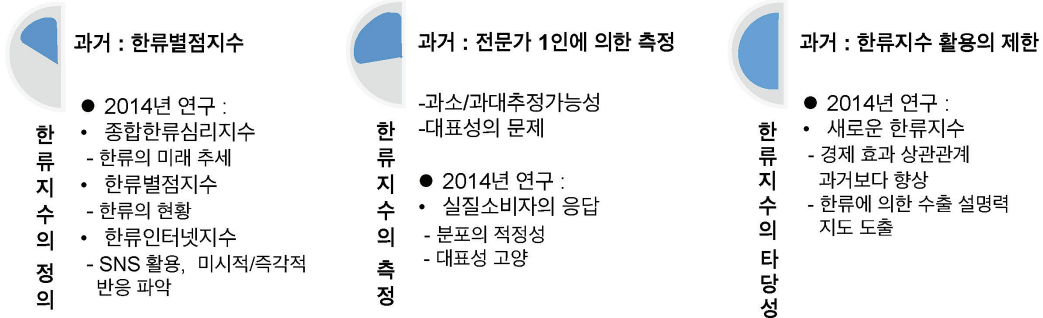 과거 : 한류별점지수
● 2014년 연구 :
• 종합한류심리지수
- 한류의 미래 추세
• 한류별점지수
- 한류의 현황
• 한류인터넷지수
- SNS 활용, 미시적/즉각적
반응 파악
한류지수의 정의
과거 : 전문가 1인에 의한 측정
-과소/과대추정가능성
-대표성의 문제
● 2014년 연구 :
• 실질소비자의 응답
- 분포의 적정성
- 대표성 고양
한류지수의 측정
과거 : 한류지수 활용의 제한
● 2014년 연구 :
• 새로운 한류지수
- 경제 효과 상관관계
과거보다 향상
- 한류에 의한 수출 설명력
지도 도출
한류지수의 타당성